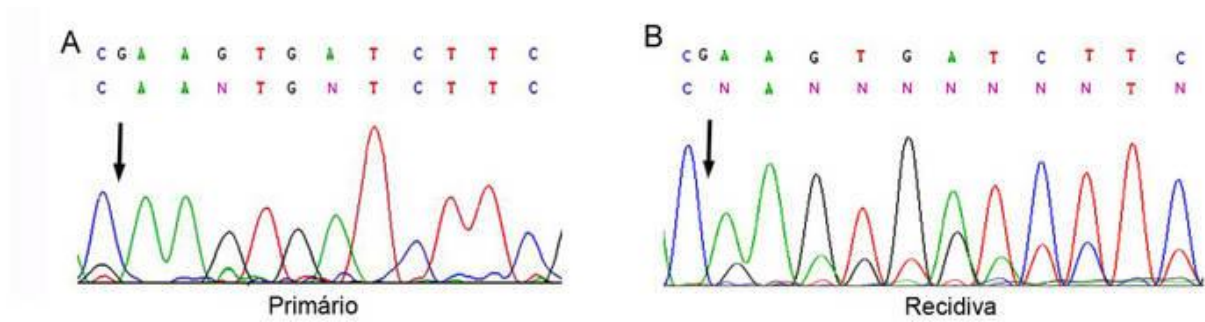 A
C G A A G T G A T C T T C
C A A N T G N T C T T C
Primário
B
C G A A G T G A T C T T C
C N A N N N N N N N T N
Recidiva